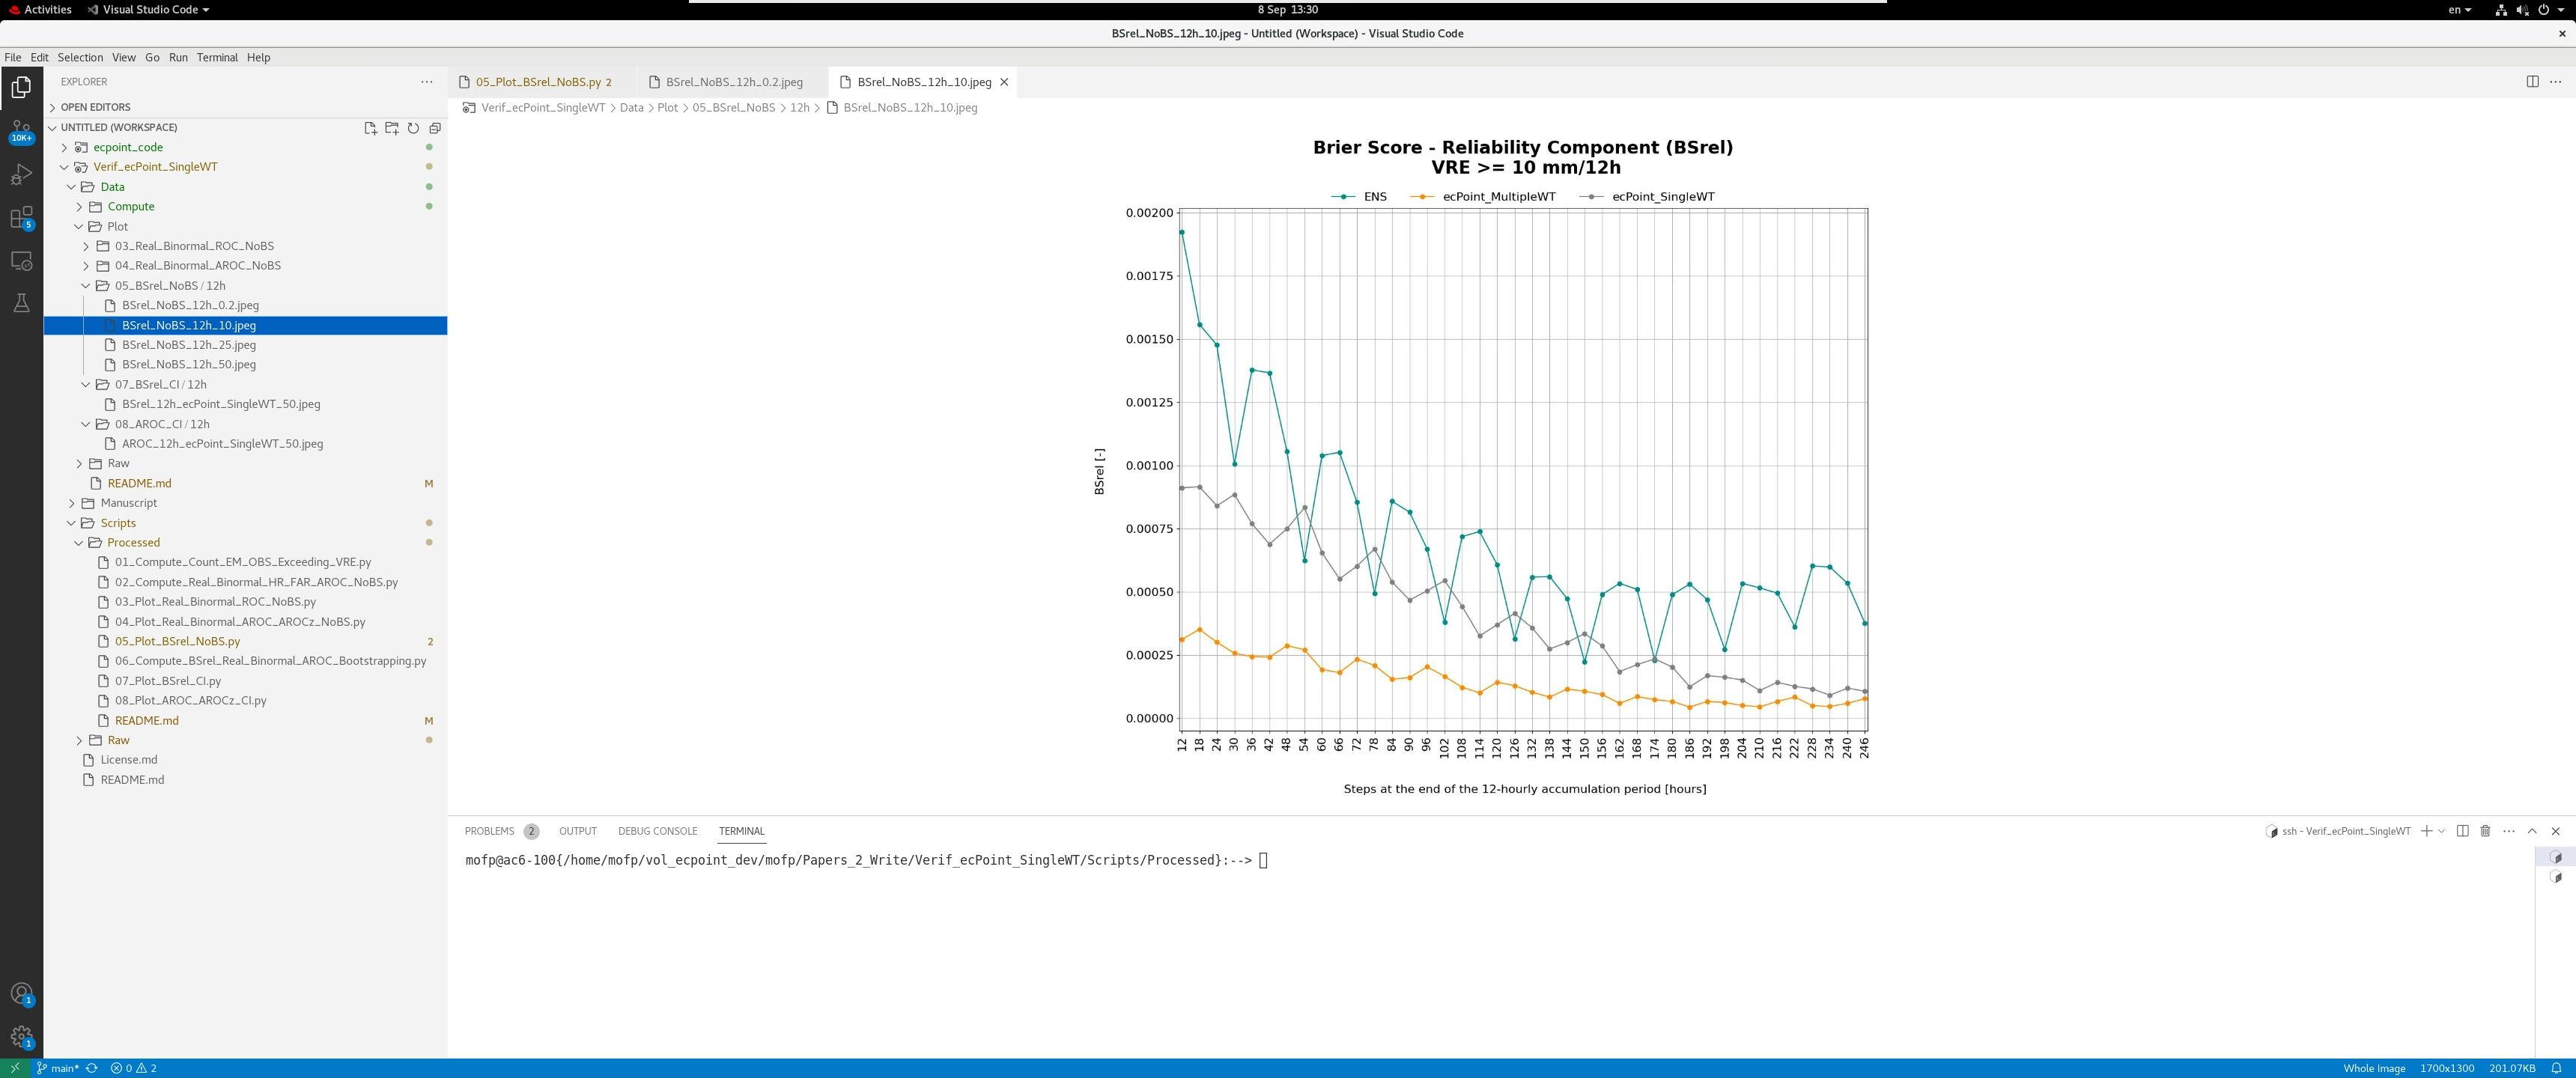 Activities Visual Studio Code 8 Sep 13:30 en
BSrel_NoBS_12h_10.jpeg - Untitled (Workspace) - Visual Studio Code
File Edit Selection View Go Run Terminal Help
EXPLORER
OPEN EDITORS
UNTITLED (WORKSPACE)
ecpoint_code
Verif_ecPoint_SingleWT
Data
Compute
Plot
03_Real_Binormal_ROC_NoBS
04_Real_Binormal_AROC_NoBS
05_BSrel_NoBS / 12h
BSrel_NoBS_12h_0.2.jpeg
BSrel_NoBS_12h_10.jpeg
BSrel_NoBS_12h_25.jpeg
BSrel_NoBS_12h_50.jpeg
07_BSrel_CI / 12h
BSrel_12h_ecPoint_SingleWT_50.jpeg
08_AROC_CI / 12h
AROC_12h_ecPoint_SingleWT_50.jpeg
Raw
README.md M
Manuscript
Scripts
Processed
01_Compute_Count_EM_OBS_Exceeding_VRE.py
02_Compute_Real_Binormal_HR_FAR_AROC_NoBS.py
03_Plot_Real_Binormal_ROC_NoBS.py
04_Plot_Real_Binormal_AROC_AROCz_NoBS.py
05_Plot_BSrel_NoBS.py 2
06_Compute_BSrel_Real_Binormal_AROC_Bootstrapping.py
07_Plot_BSrel_CI.py
08_Plot_AROC_AROCz_CI.py
README.md M
Raw
License.md
README.md
10K+
5
1
1
05_Plot_BSrel_NoBS.py 2 BSrel_NoBS_12h_0.2.jpeg BSrel_NoBS_12h_10.jpeg
Verif_ecPoint_SingleWT > Data > Plot > 05_BSrel_NoBS > 12h > BSrel_NoBS_12h_10.jpeg
Brier Score - Reliability Component (BSrel)
VRE >= 10 mm/12h
ENS ecPoint_MultipleWT ecPoint_SingleWT
0.00200
0.00175
0.00150
0.00125
0.00100
0.00075
0.00050
0.00025
0.00000
BSrel [-]
12 18 24 30 36 42 48 54 60 66 72 78 84 90 96 102 108 114 120 126 132 138 144 150 156 162 168 174 180 186 192 198 204 210 216 222 228 234 240 246
Steps at the end of the 12-hourly accumulation period [hours]
PROBLEMS 2 OUTPUT DEBUG CONSOLE TERMINAL
ssh - Verif_ecPoint_SingleWT
mofp@ac6-100{/home/mofp/vol_ecpoint_dev/mofp/Papers_2_Write/Verif_ecPoint_SingleWT/Scripts/Processed}:-->
main* 0 2 Whole Image 1700x1300 201.07KB